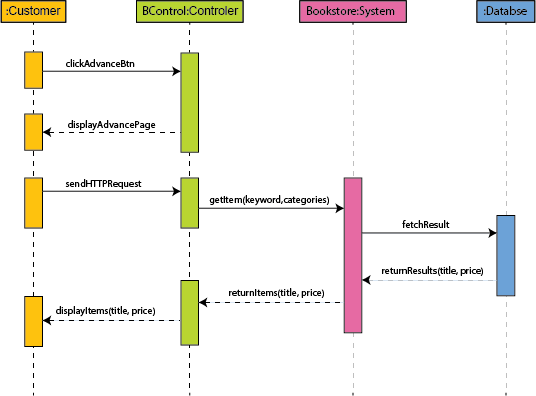 :Customer
BControl:Controler
Bookstore:System
:Databse
clickAdvanceBtn
displayAdvancePage
sendHTTPRequest
getItem(keyword,categories)
fetchResult
returnResults(title, price)
returnItems(title, price)
displayItems(title, price)